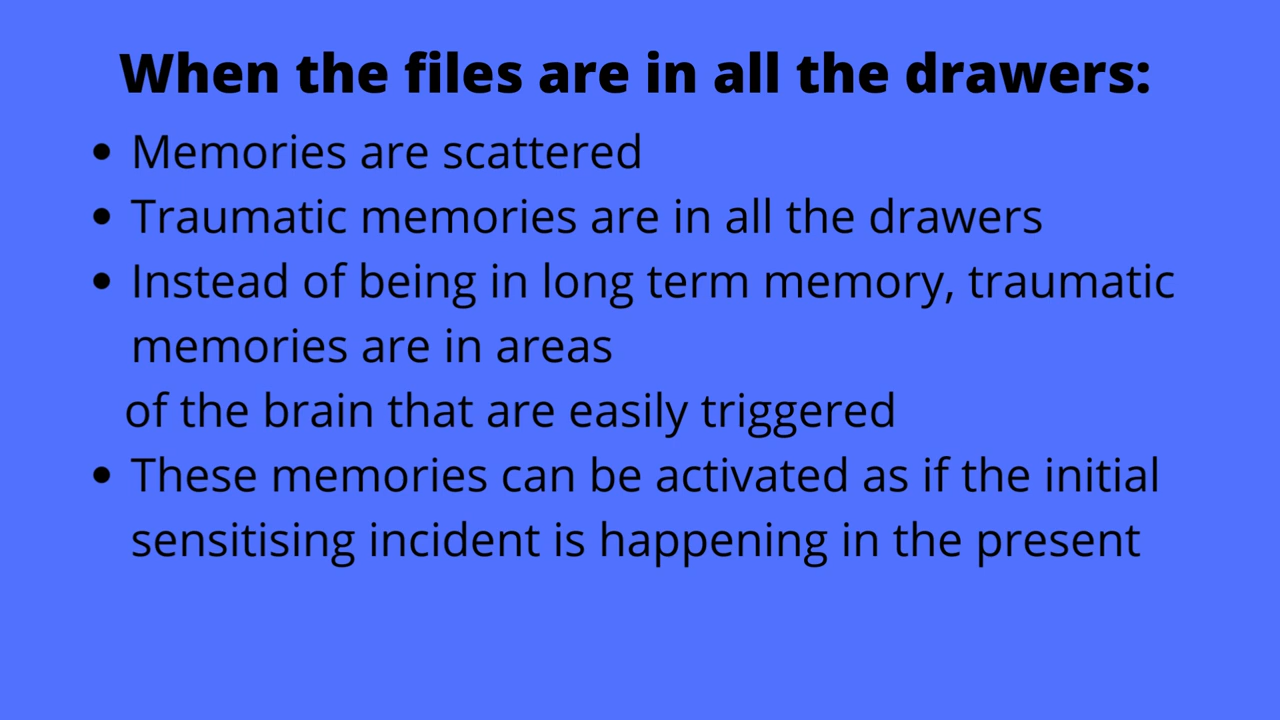 When the files are in all the drawers:
• Memories are scattered
• Traumatic memories are in all the drawers
• Instead of being in long term memory, traumatic
memories are in areas
of the brain that are easily triggered
• These memories can be activated as if the initial
sensitising incident is happening in the present